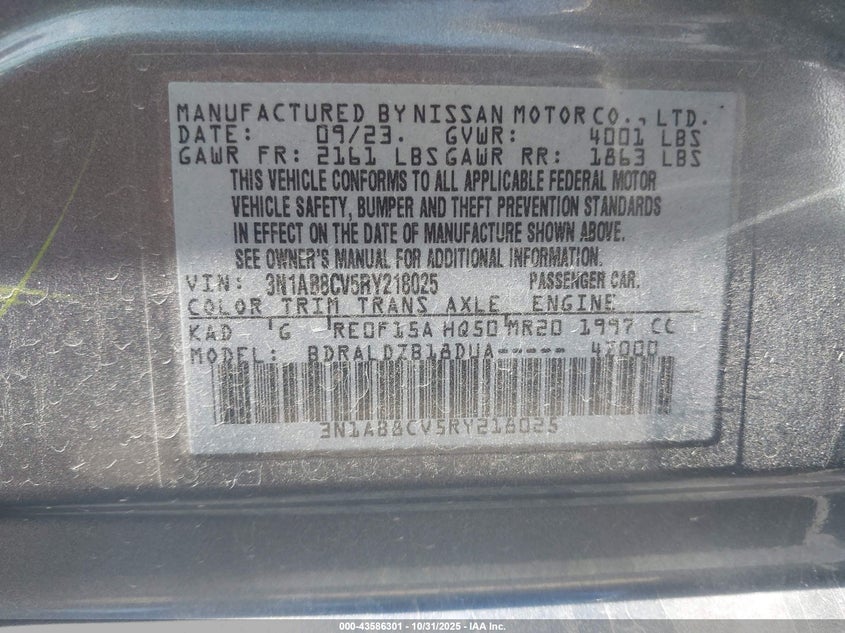 MANUFACTURED BY NISSAN MOTOR CO., LTD.
DATE: 09/23. GVWR: 4001 LBS
GAWR FR: 2161 LBS GAWR RR: 1863 LBS
THIS VEHICLE CONFORMS TO ALL APPLICABLE FEDERAL MOTOR
VEHICLE SAFETY, BUMPER AND THEFT PREVENTION STANDARDS
IN EFFECT ON THE DATE OF MANUFACTURE SHOWN ABOVE.
SEE OWNER'S MANUAL FOR ADDITIONAL INFORMATION.
VIN: 3N1AB8CV5RY218025 PASSENGER CAR.
COLOR TRIM TRANS AXLE ENGINE
KAD 'G 'RE0F15A HQ50 'MR20 1997 CC
MODEL: BDRALDZB18DUA-----
3N1AB8CV5RY218025
000-43586301 - 10/31/2025 - IAA Inc.